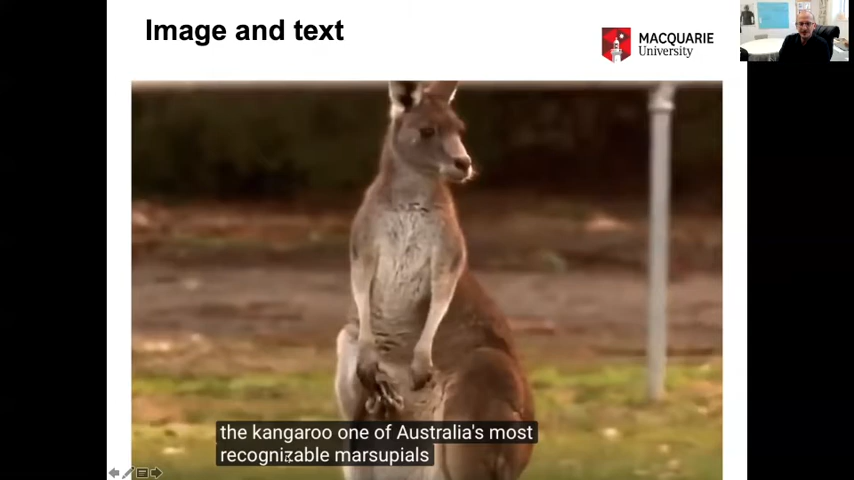 Image and text
MACQUARIE
University
the kangaroo one of Australia's most
recognizable marsupials